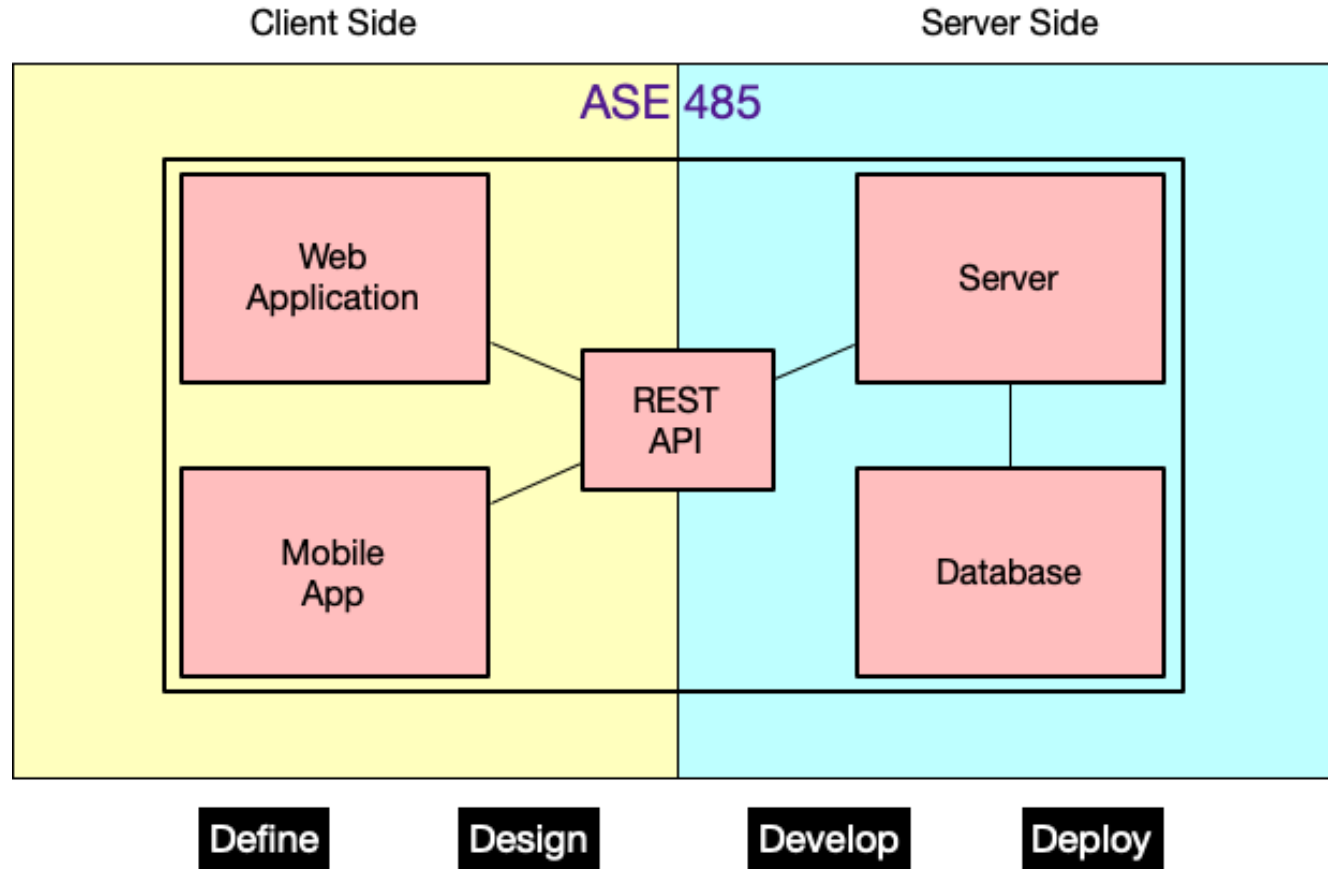 Client Side
Server Side
ASE 485
Web
Application
Server
REST
API
Mobile
App
Database
Define
Design
Develop
Deploy